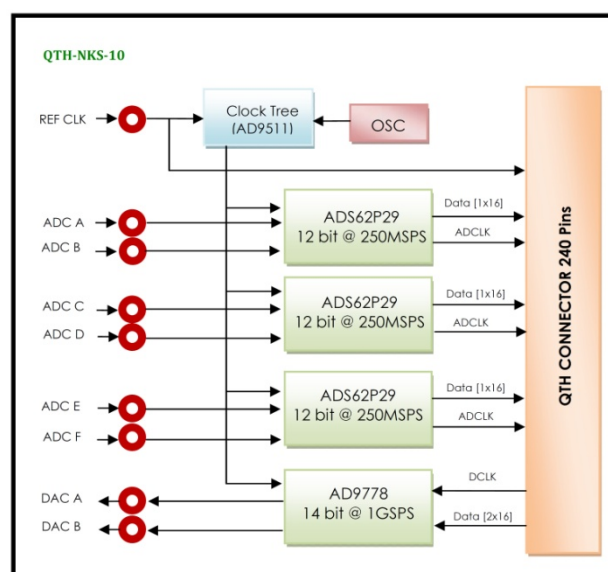 QTH-NKS-10
REF CLK
Clock Tree
(AD9511)
OSC
ADC A
ADC B
ADS62P29
12 bit @ 250MSPS
Data [1x16]
ADCLK
ADC C
ADC D
ADS62P29
12 bit @ 250MSPS
Data [1x16]
ADCLK
ADC E
ADC F
ADS62P29
12 bit @ 250MSPS
Data [1x16]
ADCLK
DAC A
DAC B
AD9778
14 bit @ 1GSPS
DCLK
Data [2x16]
QTH CONNECTOR 240 Pins